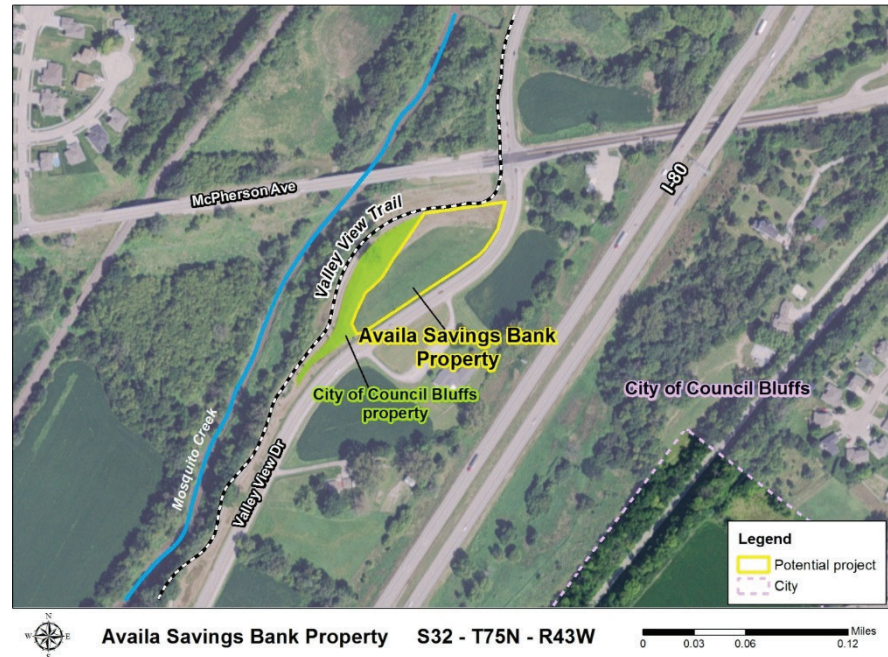 McPherson Ave
Valley View Trail
I-80
Availa Savings Bank
Property
City of Council Bluffs
property
City of Council Bluffs
Mosquito Creek
Valley View Dr
Legend
Potential project
City
N
W E
S
Availa Savings Bank Property S32 - T75N - R43W
Miles
0 0.03 0.06 0.12